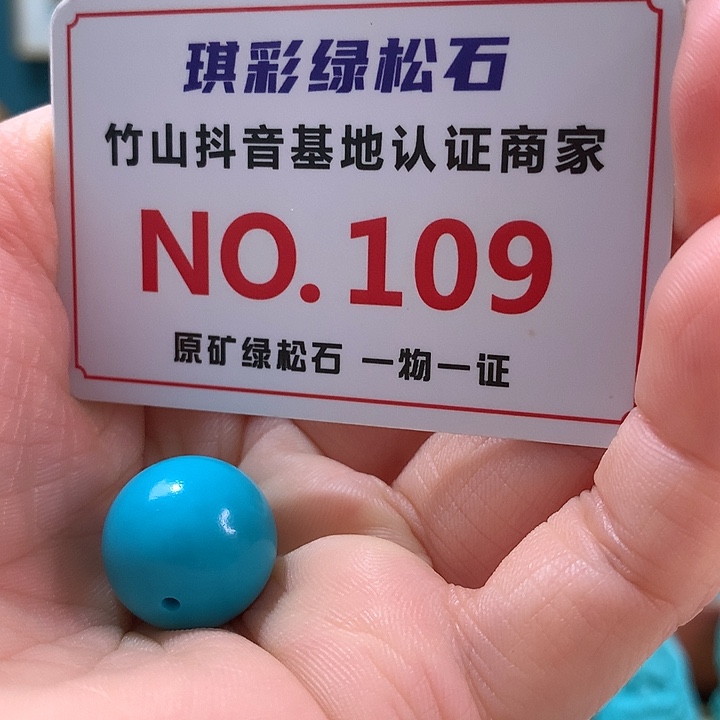 琪彩绿松石
竹山抖音基地认证商家
NO.109
原矿绿松石 一物一证